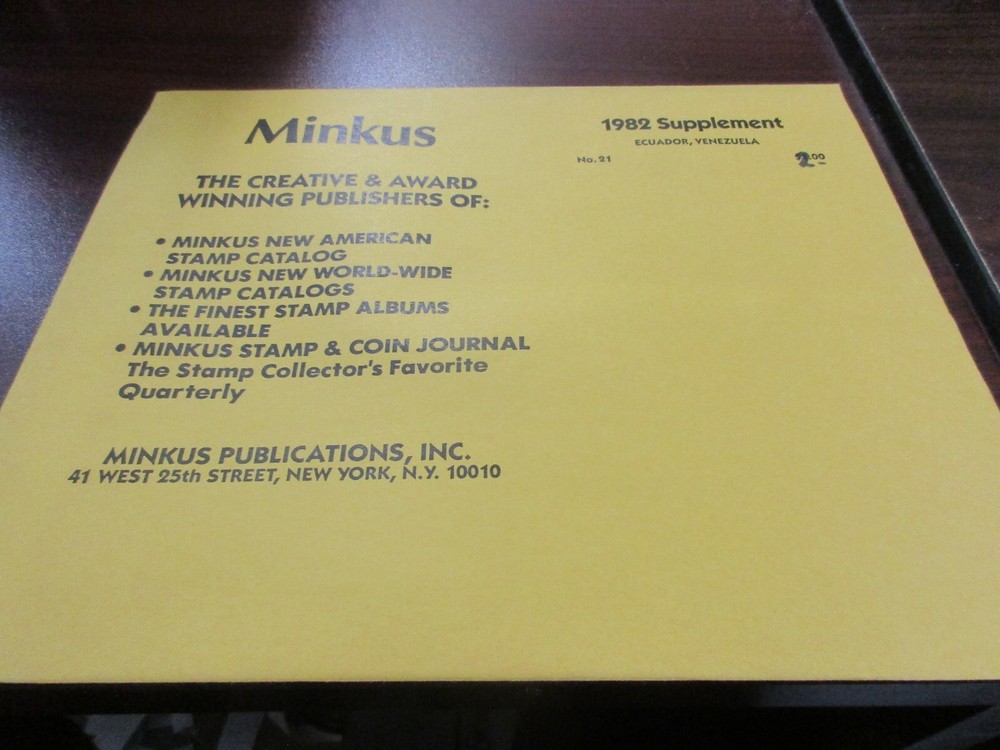 Minkus
THE CREATIVE & AWARD
WINNING PUBLISHERS OF:
• MINKUS NEW AMERICAN
STAMP CATALOG
• MINKUS NEW WORLD-WIDE
STAMP CATALOGS
• THE FINEST STAMP ALBUMS
AVAILABLE
• MINKUS STAMP & COIN JOURNAL
The Stamp Collector's Favorite
Quarterly
MINKUS PUBLICATIONS, INC.
41 WEST 25th STREET, NEW YORK, N.Y. 10010
1982 Supplement
ECUADOR, VENEZUELA
No. 21
2.00